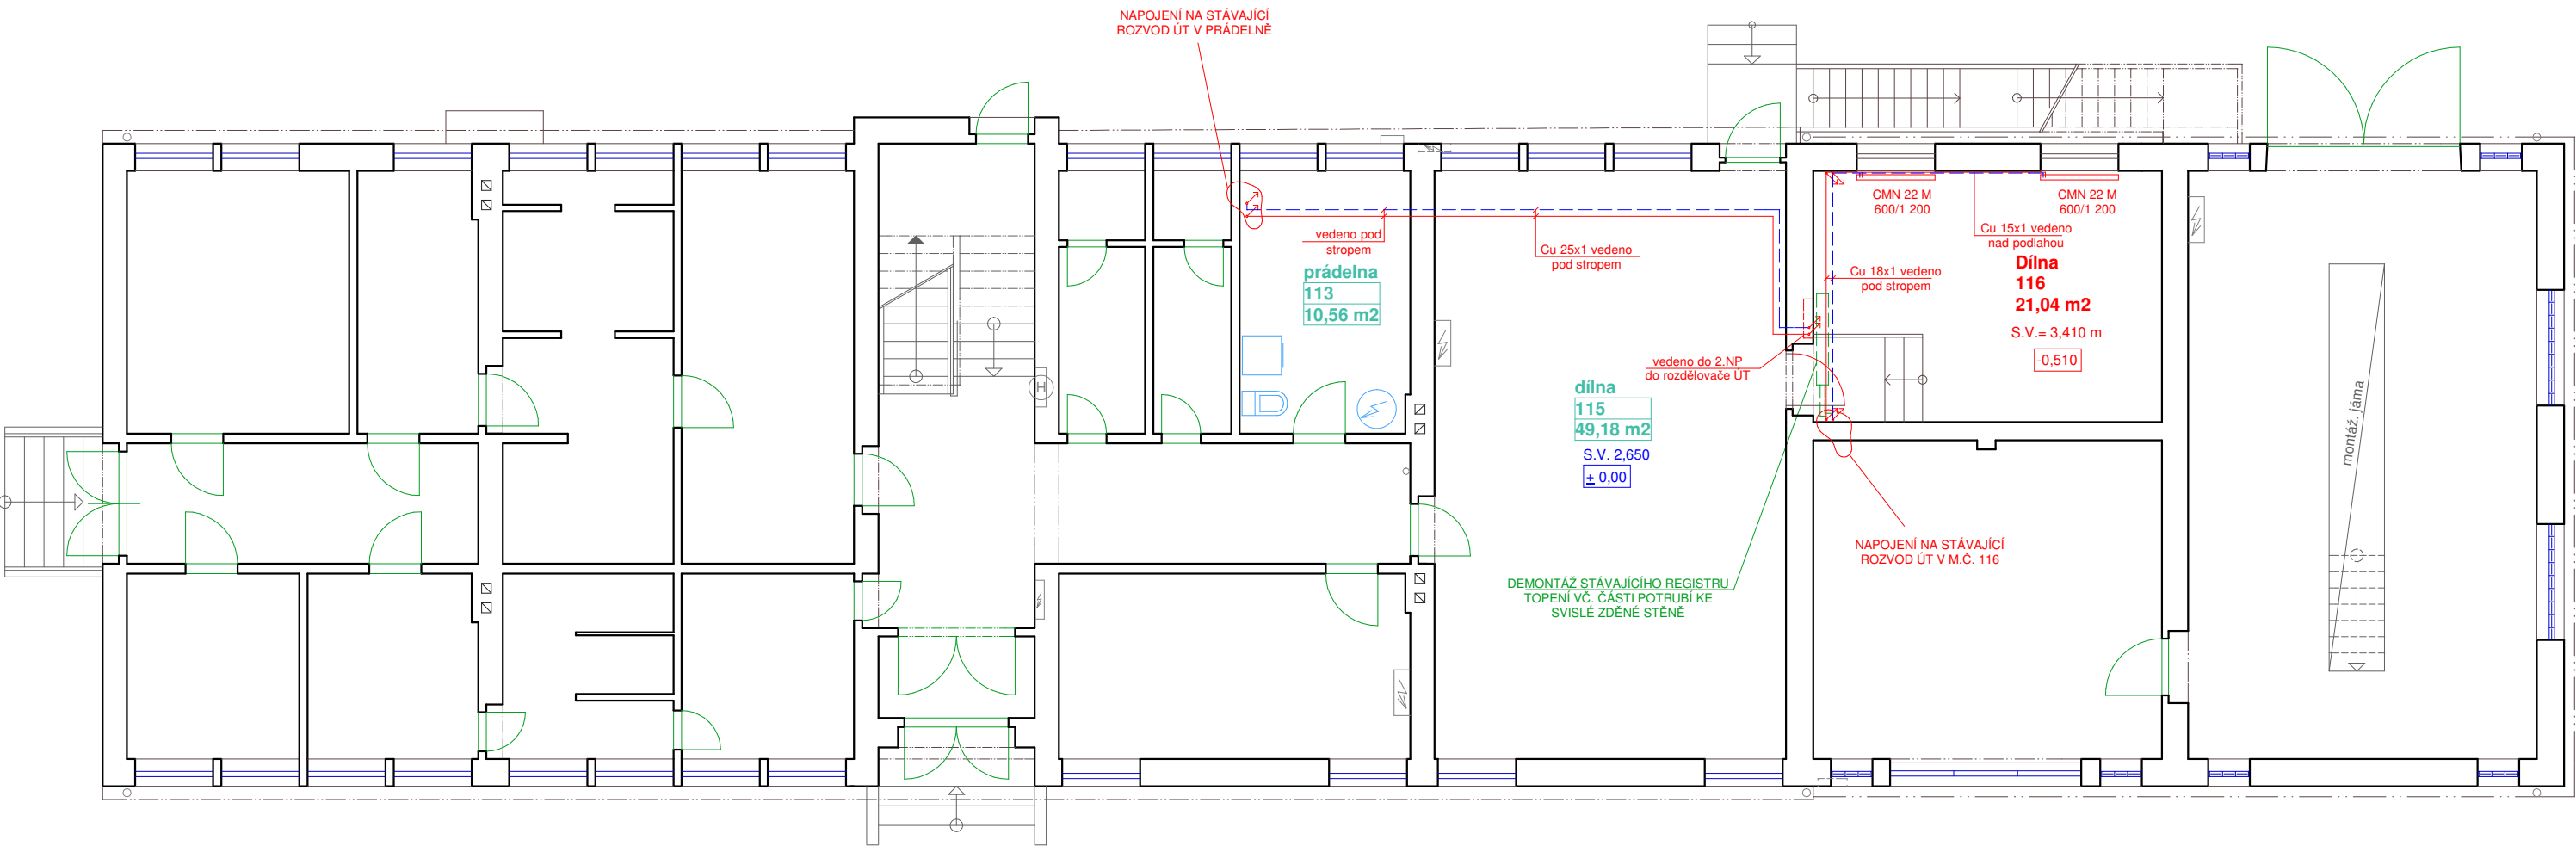 NAPOJENÍ NA STÁVAJÍCÍ
ROZVOD ÚT V PRÁDELNĚ
vedeno pod
stropem
prádelna
113
10,56 m2
Cu 25x1 vedeno
pod stropem
CMN 22 M
600/1 200
CMN 22 M
600/1 200
Cu 15x1 vedeno
nad podlahou
Cu 18x1 vedeno
pod stropem
Dílna
116
21,04 m2
S.V.= 3,410 m
-0,510
vedeno do 2.NP
do rozdělovače ÚT
dílna
115
49,18 m2
S.V. 2,650
± 0,00
H
montáž. jáma
NAPOJENÍ NA STÁVAJÍCÍ
ROZVOD ÚT V M.Č. 116
DEMONTÁŽ STÁVAJÍCÍHO REGISTRU
TOPENÍ VČ. ČÁSTI POTRUBÍ KE
SVISLÉ ZDĚNÉ STĚNĚ